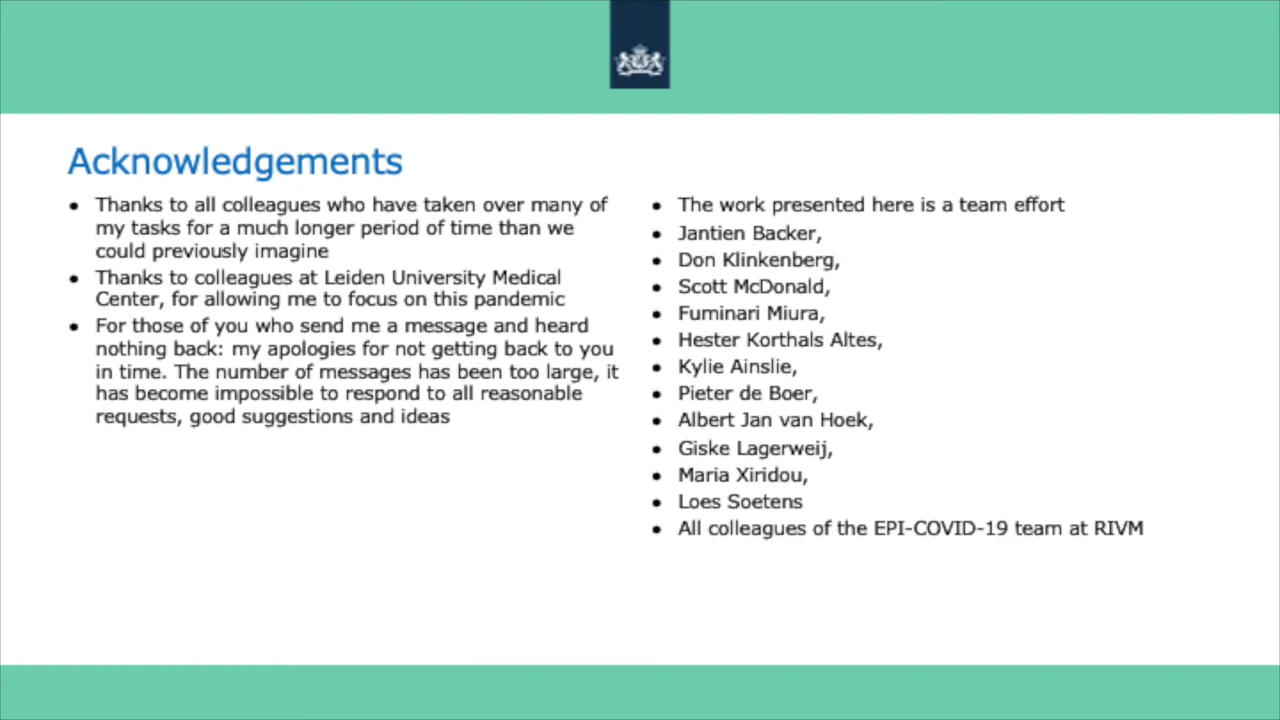 Acknowledgements
• Thanks to all colleagues who have taken over many of
my tasks for a much longer period of time than we
could previously imagine
• Thanks to colleagues at Leiden University Medical
Center, for allowing me to focus on this pandemic
• For those of you who send me a message and heard
nothing back: my apologies for not getting back to you
in time. The number of messages has been too large, it
has become impossible to respond to all reasonable
requests, good suggestions and ideas
• The work presented here is a team effort
• Jantien Backer,
• Don Klinkenberg,
• Scott McDonald,
• Fuminari Miura,
• Hester Korthals Altes,
• Kylie Ainslie,
• Pieter de Boer,
• Albert Jan van Hoek,
• Giske Lagerweij,
• Maria Xiridou,
• Loes Soetens
• All colleagues of the EPI-COVID-19 team at RIVM